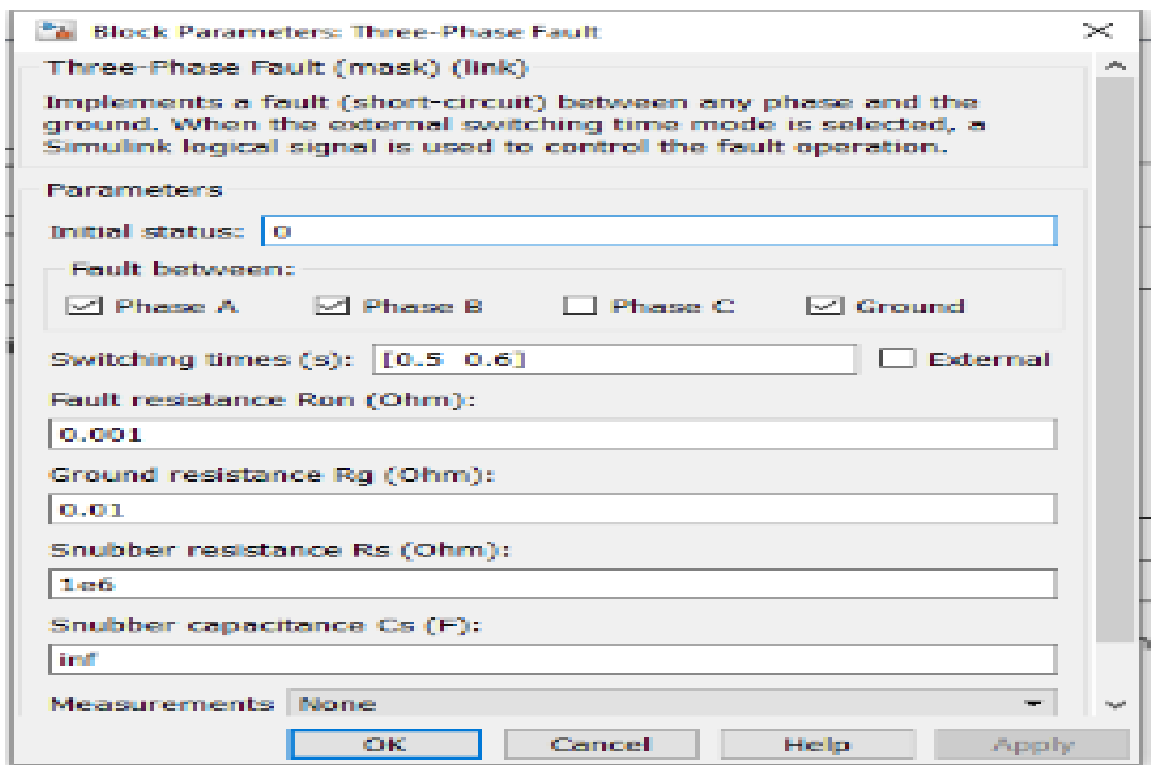 Block Parameters: Three-Phase Fault
Three-Phase Fault (mask) (link)
Implements a fault (short-circuit) between any phase and the
ground. When the external switching time mode is selected, a
Simulink logical signal is used to control the fault operation.
Parameters
Initial status: 0
Fault between:
Phase A Phase B Phase C Ground
Switching times (s): [0.5 0.6] External
Fault resistance Ron (Ohm):
0.001
Ground resistance Rg (Ohm):
0.01
Snubber resistance Rs (Ohm):
1e6
Snubber capacitance Cs (F):
inf
Measurements None
OK Cancel Help Apply